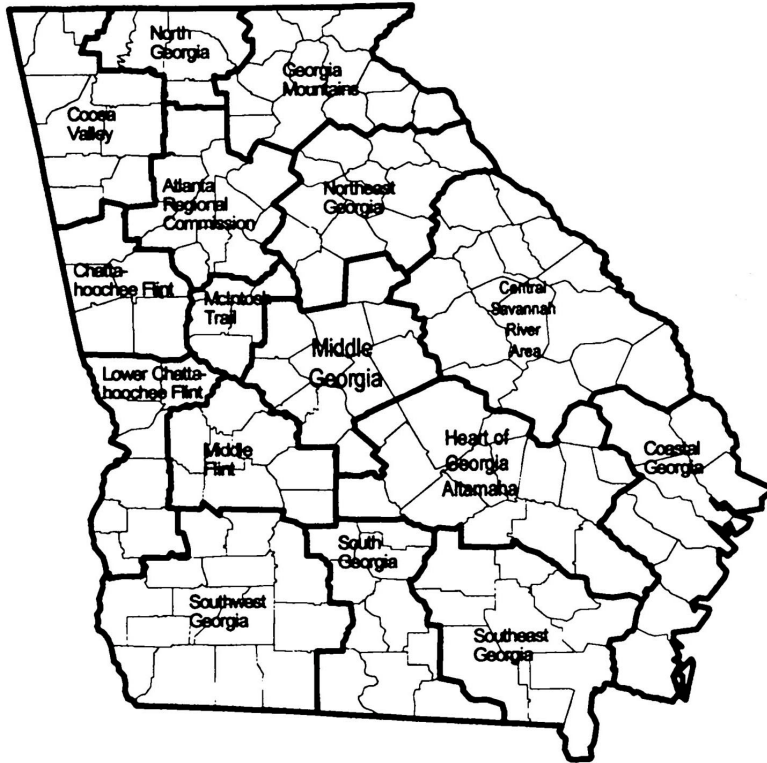 North
Georgia
Georgia
Mountains
Coosa
Valley
Atlanta
Regional
Commission
Northeast
Georgia
Chatta-
hoochee Flint
McIntosh
Trail
Central
Savannah
River
Area
Middle
Georgia
Lower Chatta-
hoochee Flint
Middle
Flint
Heart of
Georgia
Altamaha
Coastal
Georgia
South
Georgia
Southwest
Georgia
Southeast
Georgia